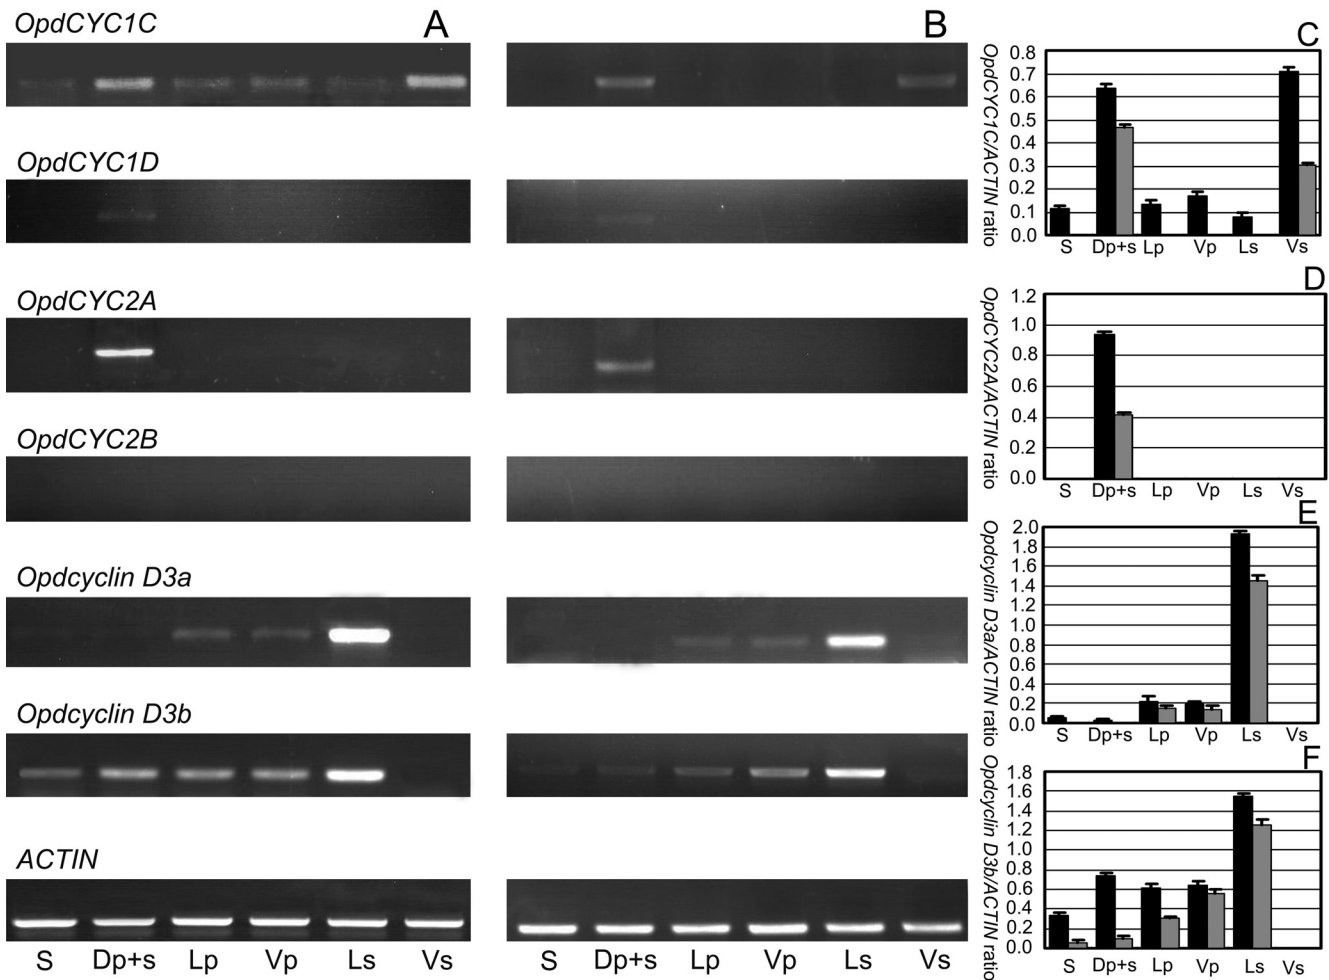 OpdCYC1C
A
B
OpdCYC1D
OpdCYC2A
OpdCYC2B
Opdcyclin D3a
Opdcyclin D3b
ACTIN
S Dp+s Lp Vp Ls Vs
S Dp+s Lp Vp Ls Vs
C
OpdCYC1C/ACTIN ratio
0.8
0.7
0.6
0.5
0.4
0.3
0.2
0.1
0.0
S Dp+s Lp Vp Ls Vs
D
OpdCYC2A/ACTIN ratio
1.2
1.0
0.8
0.6
0.4
0.2
0.0
S Dp+s Lp Vp Ls Vs
E
Opdcyclin D3a/ACTIN ratio
2.0
1.8
1.6
1.4
1.2
1.0
0.8
0.6
0.4
0.2
0.0
S Dp+s Lp Vp Ls Vs
F
Opdcyclin D3b/ACTIN ratio
1.8
1.6
1.4
1.2
1.0
0.8
0.6
0.4
0.2
0.0
S Dp+s Lp Vp Ls Vs